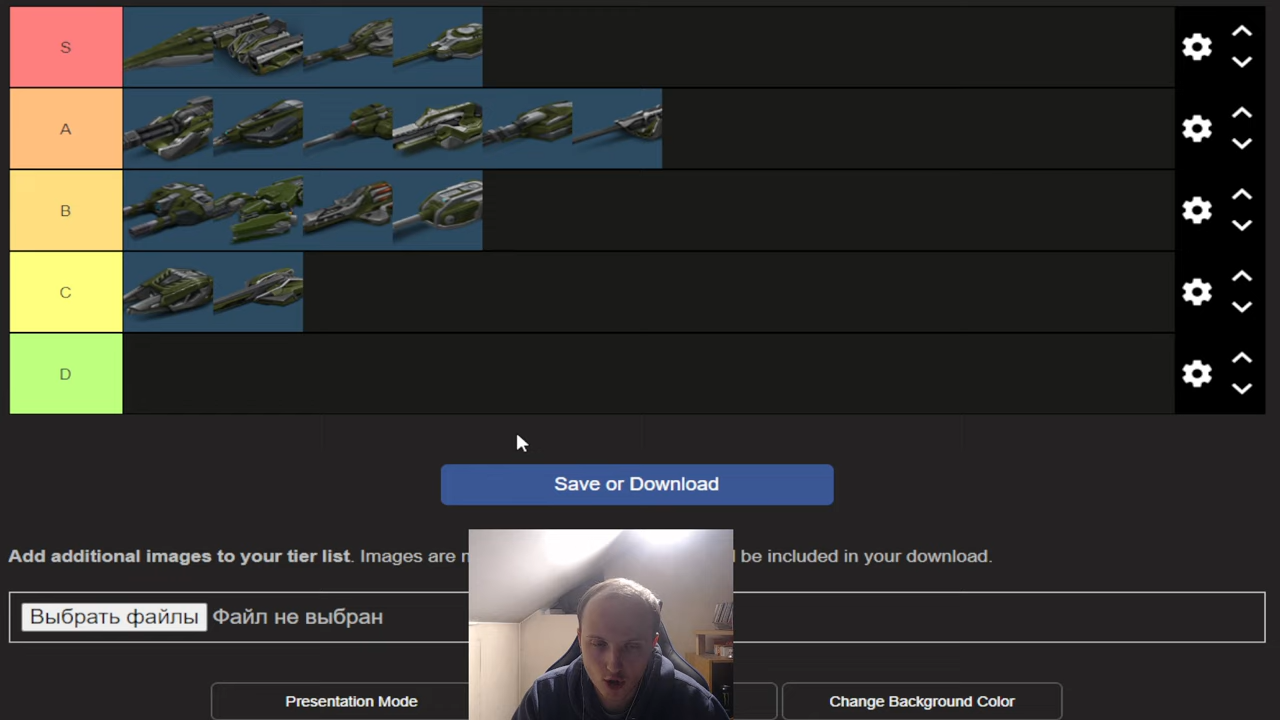 S
A
B
C
D
Save or Download
Add additional images to your tier list. Images are be included in your download.
Выбрать файлы Файл не выбран
Presentation Mode
Change Background Color